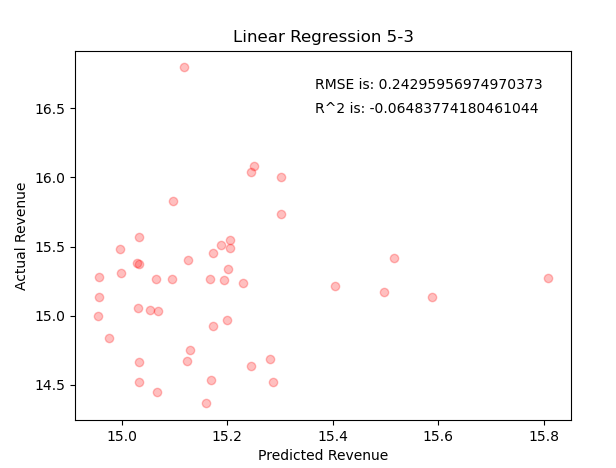 Linear Regression 5-3
RMSE is: 0.24295956974970373
R^2 is: -0.06483774180461044
16.5
16.0
15.5
15.0
14.5
Actual Revenue
15.0 15.2 15.4 15.6 15.8
Predicted Revenue